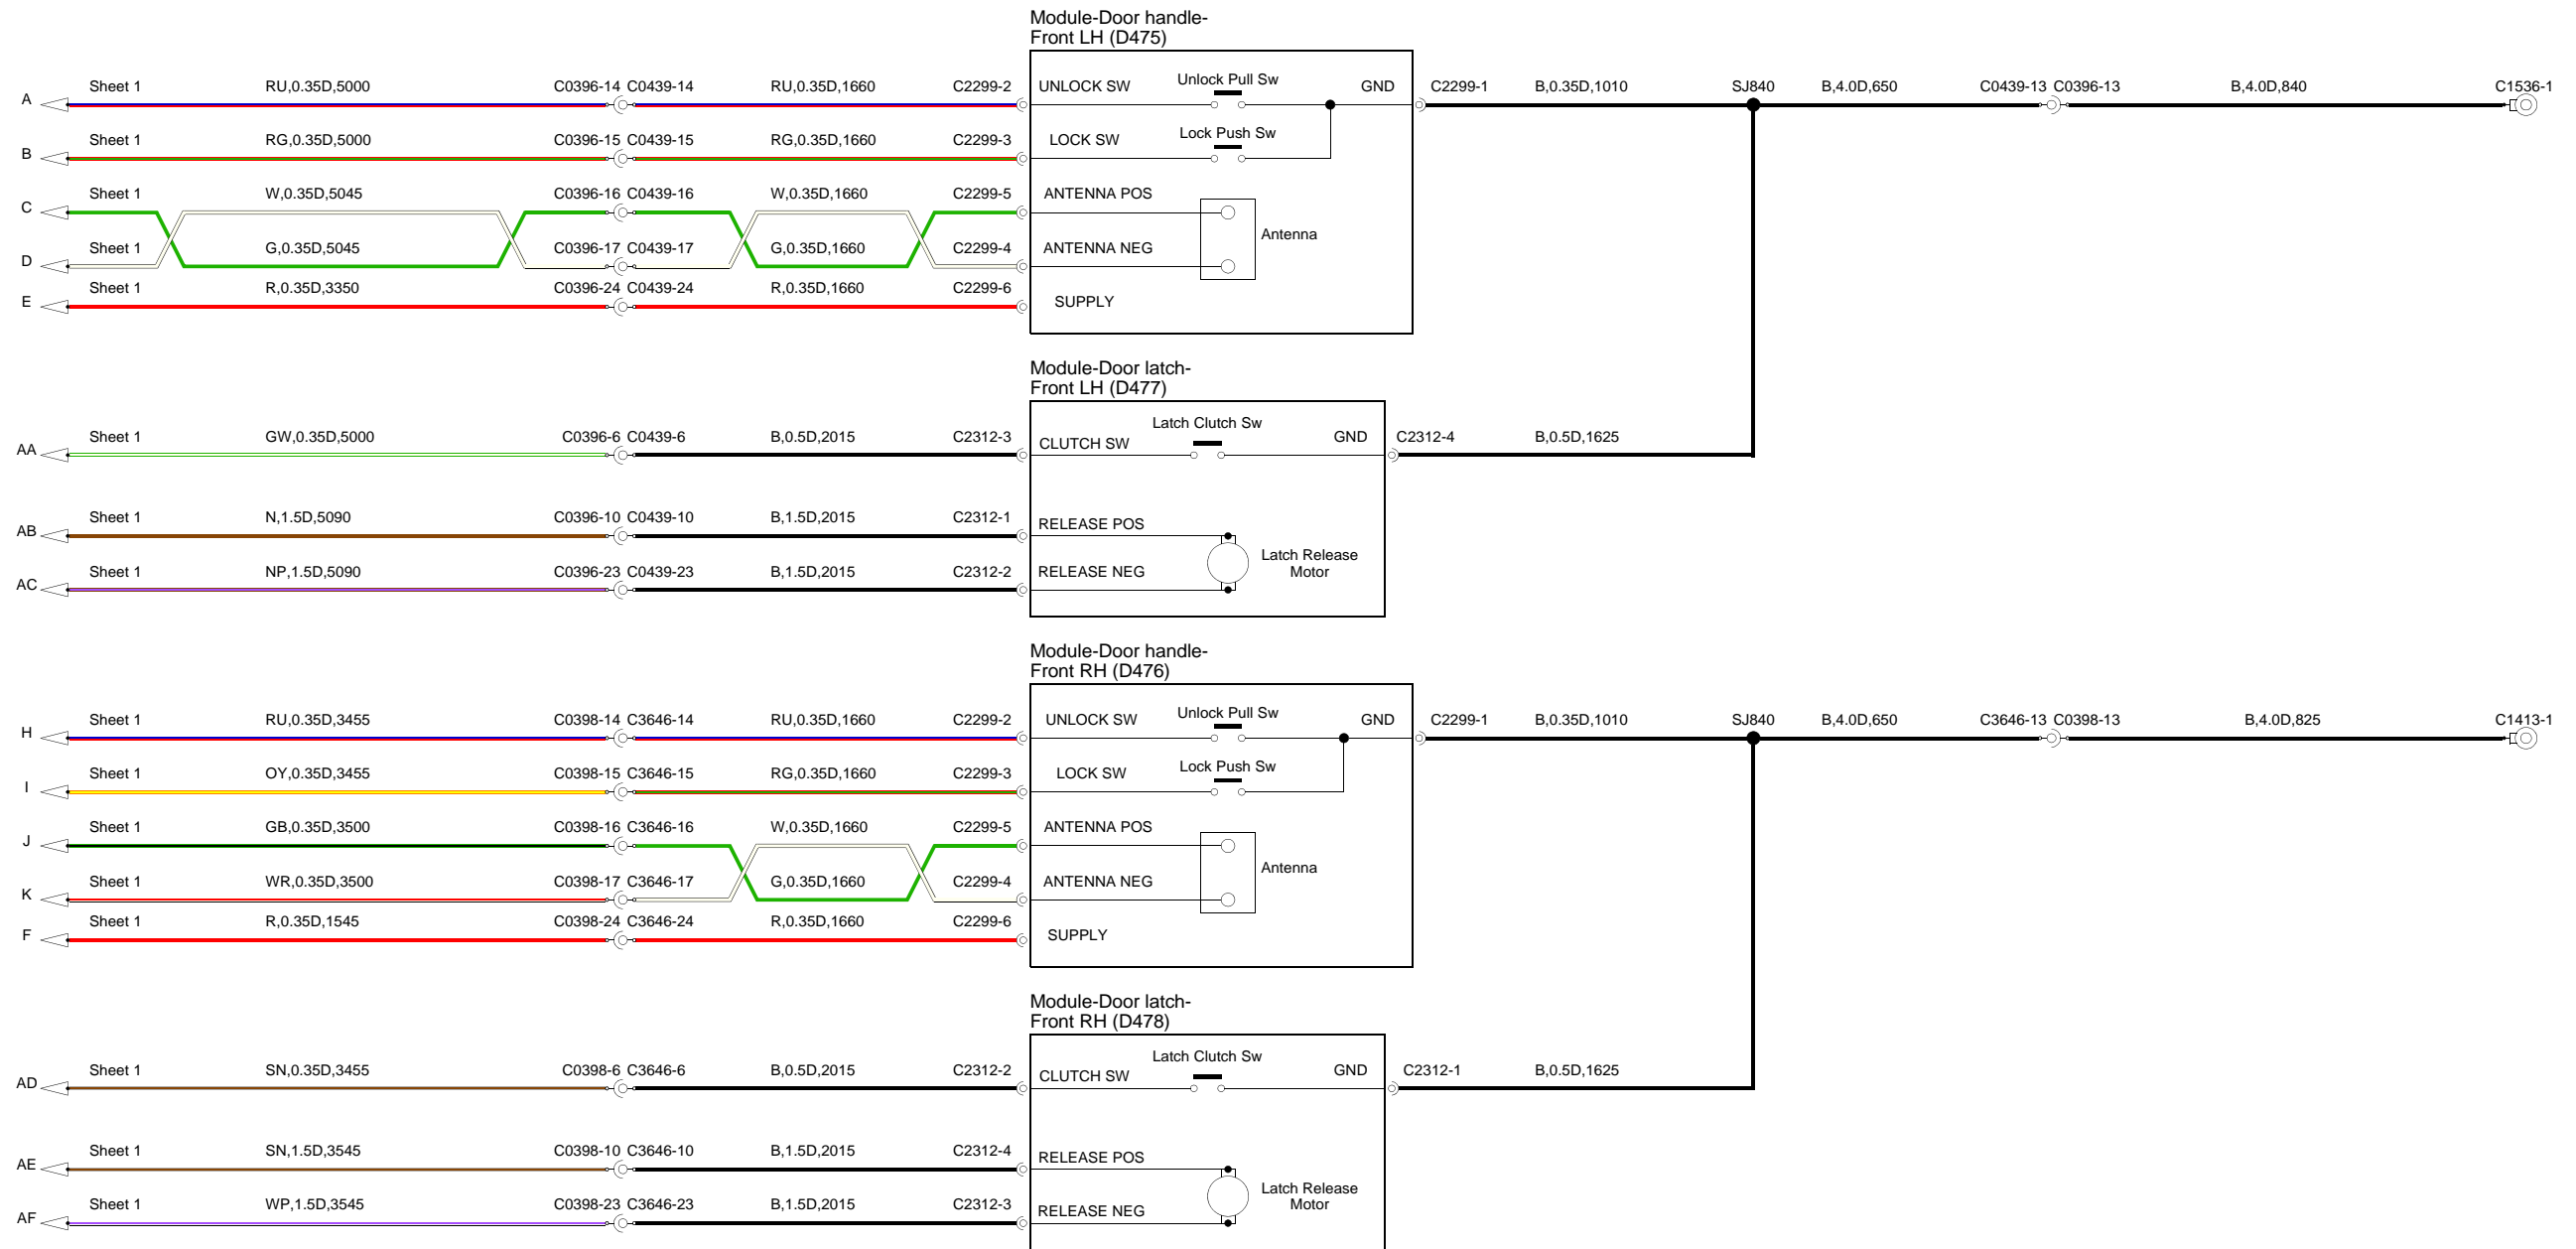 Module-Door handle-
Front LH (D475)
A Sheet 1 RU,0.35D,5000 C0396-14 C0439-14 RU,0.35D,1660 C2299-2 UNLOCK SW Unlock Pull Sw GND C2299-1 B,0.35D,1010 SJ840 B,4.0D,650 C0439-13 C0396-13 B,4.0D,840 C1536-1
B Sheet 1 RG,0.35D,5000 C0396-15 C0439-15 RG,0.35D,1660 C2299-3 LOCK SW Lock Push Sw
C Sheet 1 W,0.35D,5045 C0396-16 C0439-16 W,0.35D,1660 C2299-5 ANTENNA POS
Antenna
D Sheet 1 G,0.35D,5045 C0396-17 C0439-17 G,0.35D,1660 C2299-4 ANTENNA NEG
E Sheet 1 R,0.35D,3350 C0396-24 C0439-24 R,0.35D,1660 C2299-6 SUPPLY
Module-Door latch-
Front LH (D477)
Latch Clutch Sw
AA Sheet 1 GW,0.35D,5000 C0396-6 C0439-6 B,0.5D,2015 C2312-3 CLUTCH SW GND C2312-4 B,0.5D,1625
AB Sheet 1 N,1.5D,5090 C0396-10 C0439-10 B,1.5D,2015 C2312-1 RELEASE POS
Latch Release
Motor
AC Sheet 1 NP,1.5D,5090 C0396-23 C0439-23 B,1.5D,2015 C2312-2 RELEASE NEG
Module-Door handle-
Front RH (D476)
H Sheet 1 RU,0.35D,3455 C0398-14 C3646-14 RU,0.35D,1660 C2299-2 UNLOCK SW Unlock Pull Sw GND C2299-1 B,0.35D,1010 SJ840 B,4.0D,650 C3646-13 C0398-13 B,4.0D,825 C1413-1
I Sheet 1 OY,0.35D,3455 C0398-15 C3646-15 RG,0.35D,1660 C2299-3 LOCK SW Lock Push Sw
J Sheet 1 GB,0.35D,3500 C0398-16 C3646-16 W,0.35D,1660 C2299-5 ANTENNA POS
Antenna
K Sheet 1 WR,0.35D,3500 C0398-17 C3646-17 G,0.35D,1660 C2299-4 ANTENNA NEG
F Sheet 1 R,0.35D,1545 C0398-24 C3646-24 R,0.35D,1660 C2299-6 SUPPLY
Module-Door latch-
Front RH (D478)
Latch Clutch Sw
AD Sheet 1 SN,0.35D,3455 C0398-6 C3646-6 B,0.5D,2015 C2312-2 CLUTCH SW GND C2312-1 B,0.5D,1625
AE Sheet 1 SN,1.5D,3545 C0398-10 C3646-10 B,1.5D,2015 C2312-4 RELEASE POS
Latch Release
Motor
AF Sheet 1 WP,1.5D,3545 C0398-23 C3646-23 B,1.5D,2015 C2312-3 RELEASE NEG